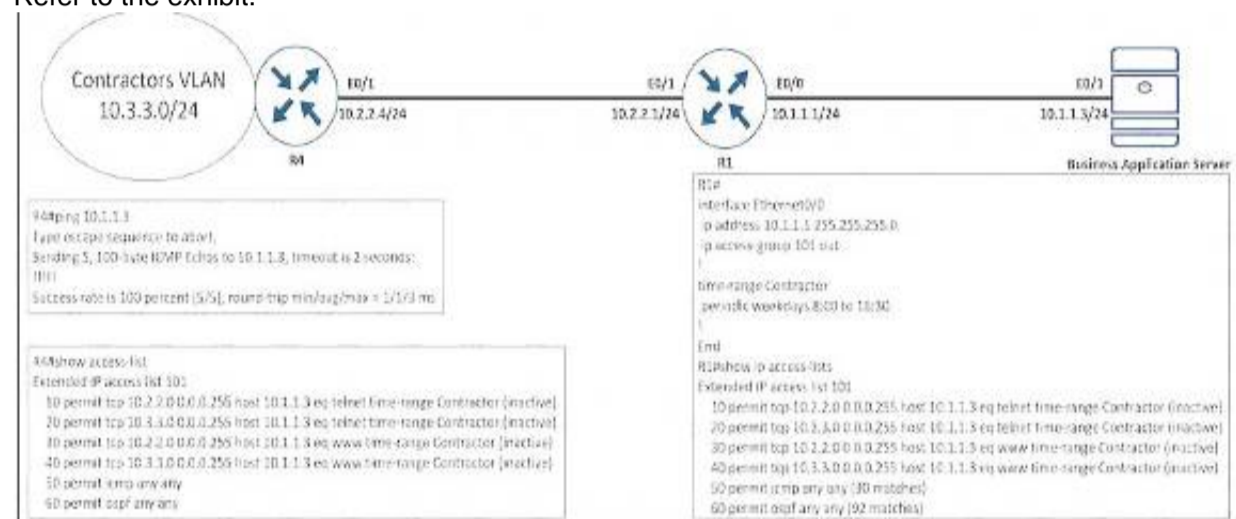 Refer to the exhibit.
Contractors VLAN
10.3.3.0/24
E0/1
10.2.2.4/24
R4
E0/1
10.2.2.1/24
E0/0
10.1.1.1/24
R1
E0/1
10.1.1.3/24
Business Application Server
R4#ping 10.1.1.3
Type escape sequence to abort.
Sending 5, 100-byte ICMP Echos to 10.1.1.3, timeout is 2 seconds:
!!!!!
Success rate is 100 percent (5/5), round-trip min/avg/max = 1/1/3 ms
R4#show access-list
Extended IP access list 101
10 permit tcp 10.2.2.0 0.0.0.255 host 10.1.1.3 eq telnet time-range Contractor (inactive)
20 permit tcp 10.3.3.0 0.0.0.255 host 10.1.1.3 eq telnet time-range Contractor (inactive)
30 permit tcp 10.2.2.0 0.0.0.255 host 10.1.1.3 eq www time-range Contractor (inactive)
40 permit tcp 10.3.3.0 0.0.0.255 host 10.1.1.3 eq www time-range Contractor (inactive)
50 permit icmp any any
60 permit ospf any any
R1#
interface Ethernet0/0
ip address 10.1.1.1 255.255.255.0
ip access-group 101 out
!
time-range Contractor
periodic weekdays 8:00 to
!
End
R1#show ip access-lists
Extended IP access list 101
10 permit tcp 10.2.2.0 0.0.0.255 host 10.1.1.3 eq telnet time-range Contractor (inactive)
20 permit tcp 10.3.3.0 0.0.0.255 host 10.1.1.3 eq telnet time-range Contractor (inactive)
30 permit tcp 10.2.2.0 0.0.0.255 host 10.1.1.3 eq www time-range Contractor (inactive)
40 permit tcp 10.3.3.0 0.0.0.255 host 10.1.1.3 eq www time-range Contractor (inactive)
50 permit icmp any any (30 matches)
60 permit ospf any any (92 matches)